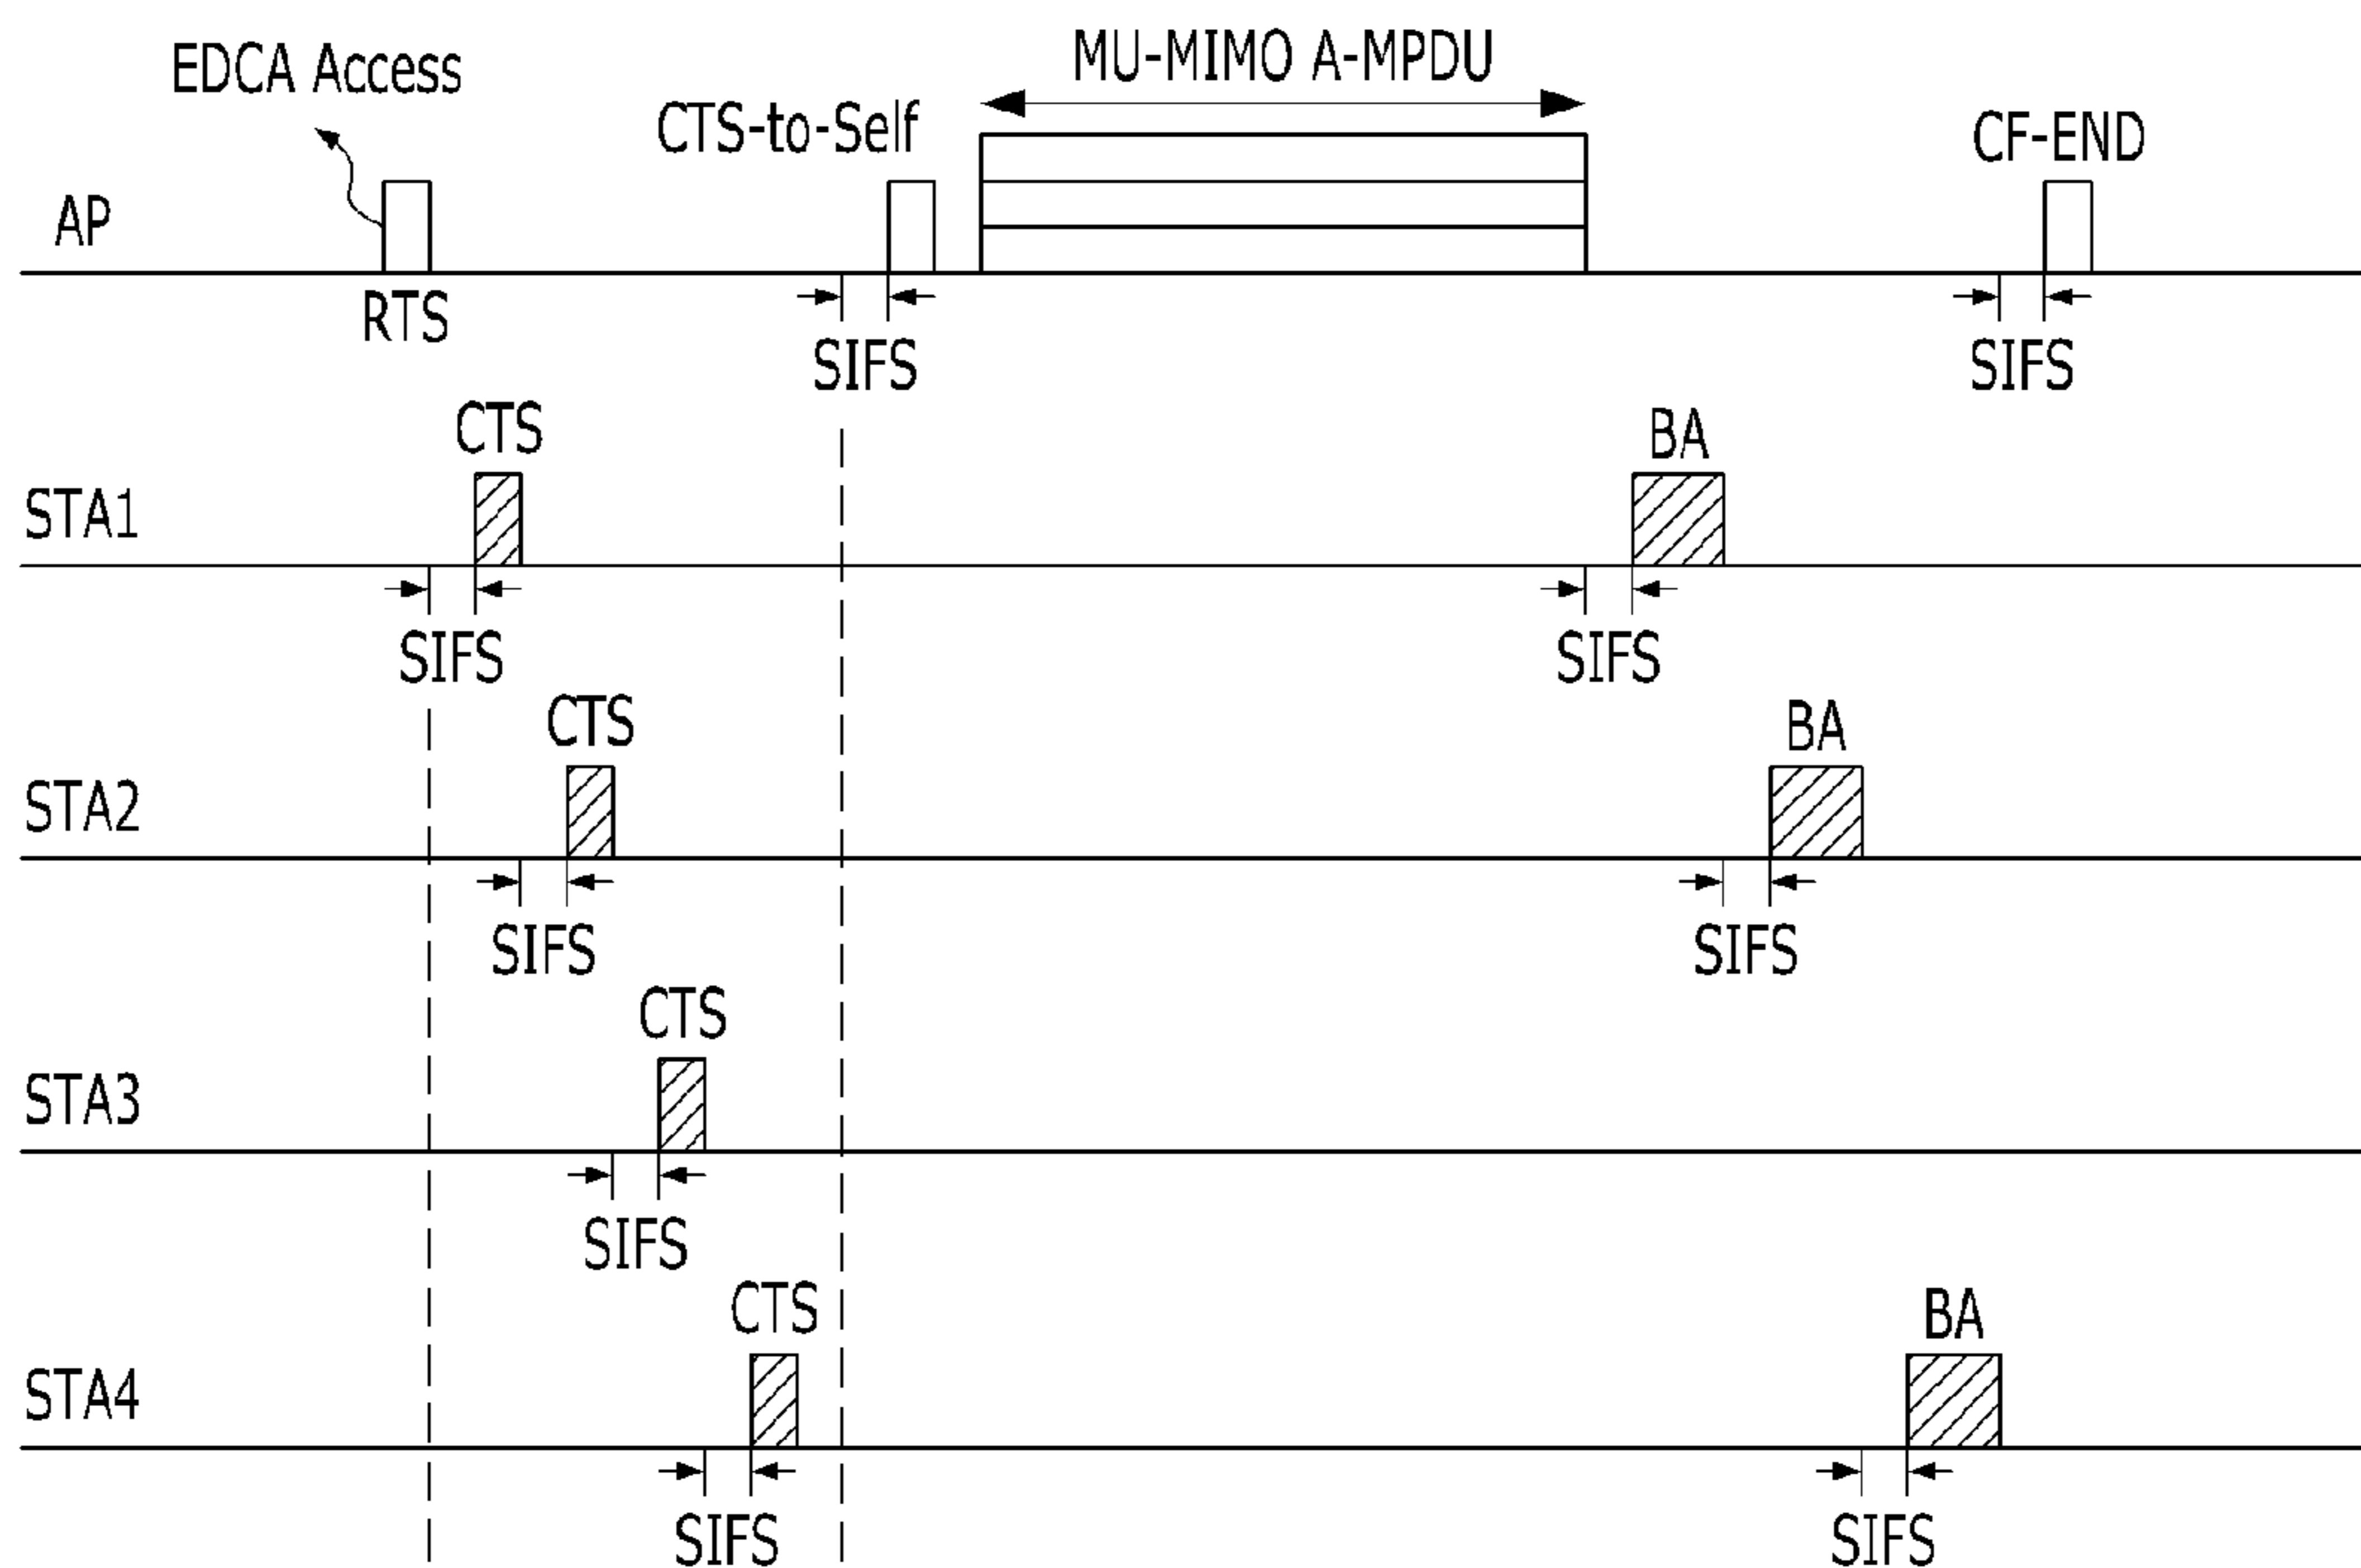 MU-MIMO A-MPDU
EDCA Access
CTS-to-Self
CF-END
AP
RTS
SIFS
SIFS
CTS
BA
STA1
SIFS
SIFS
CTS
BA
STA2
SIFS
SIFS
CTS
STA3
SIFS
CTS
BA
STA4
SIFS
SIFS